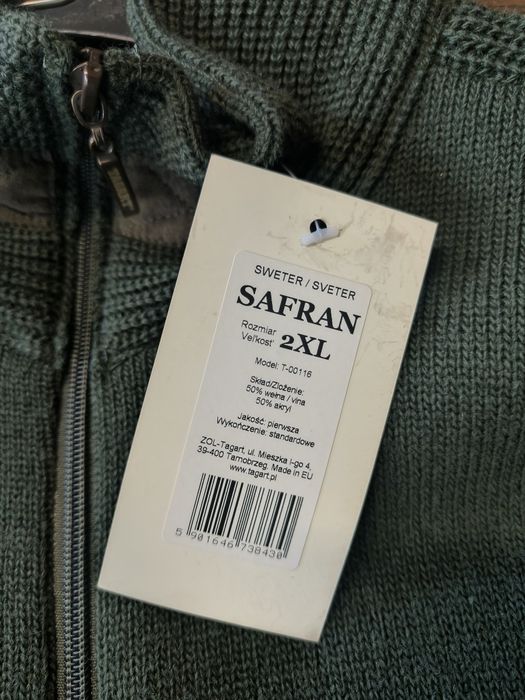 SWETER / SVETER
SAFRAN
Rozmiar
Veľkosť 2XL
Model: T-00116
Skład/Zloženie:
50% wełna / vlna
50% akryl
Jakość: pierwsza
Wykończenie: standardowe
ZOL-Tagart, ul. Mieszka I-go 4,
39-400 Tarnobrzeg. Made in EU
www.tagart.pl
5 901646 738430